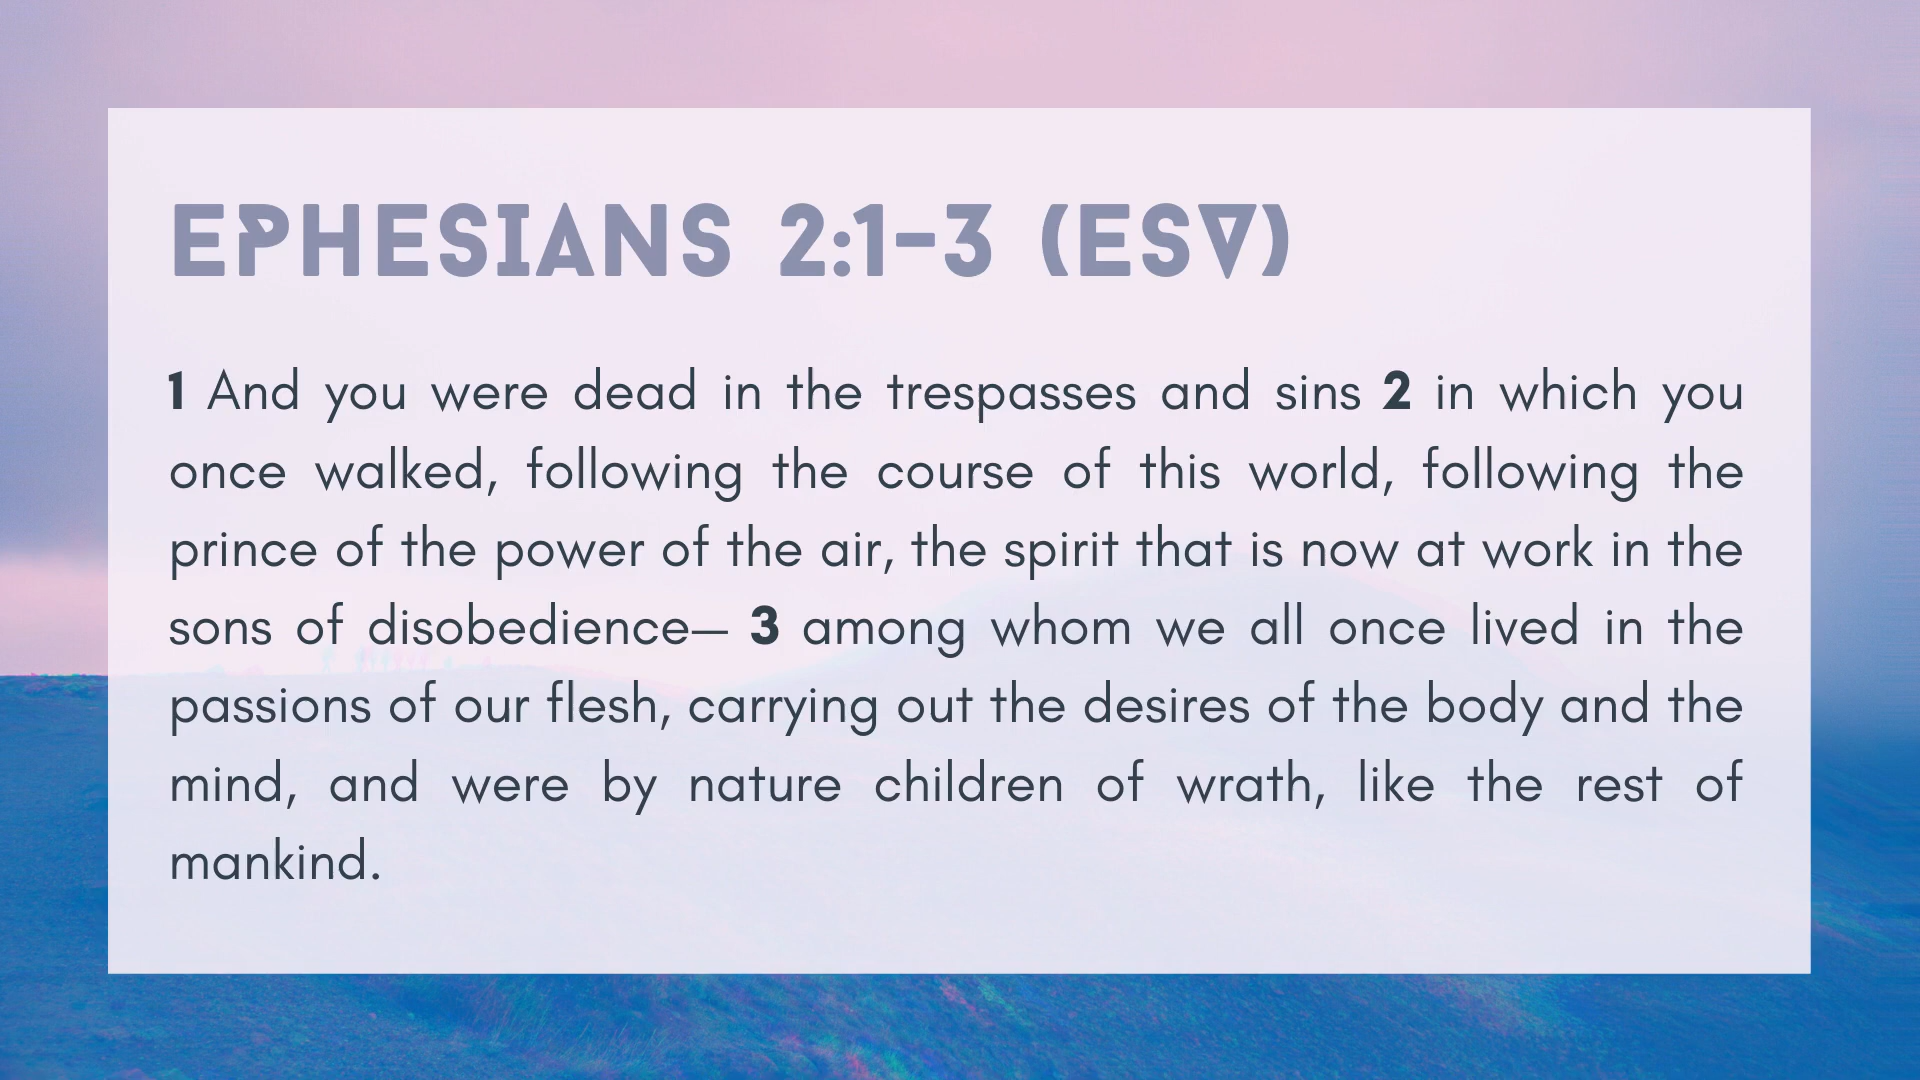 EPHESIANS 2:1-3 (ESV)
1 And you were dead in the trespasses and sins 2 in which you
once walked, following the course of this world, following the
prince of the power of the air, the spirit that is now at work in the
sons of disobedience— 3 among whom we all once lived in the
passions of our flesh, carrying out the desires of the body and the
mind, and were by nature children of wrath, like the rest of
mankind.